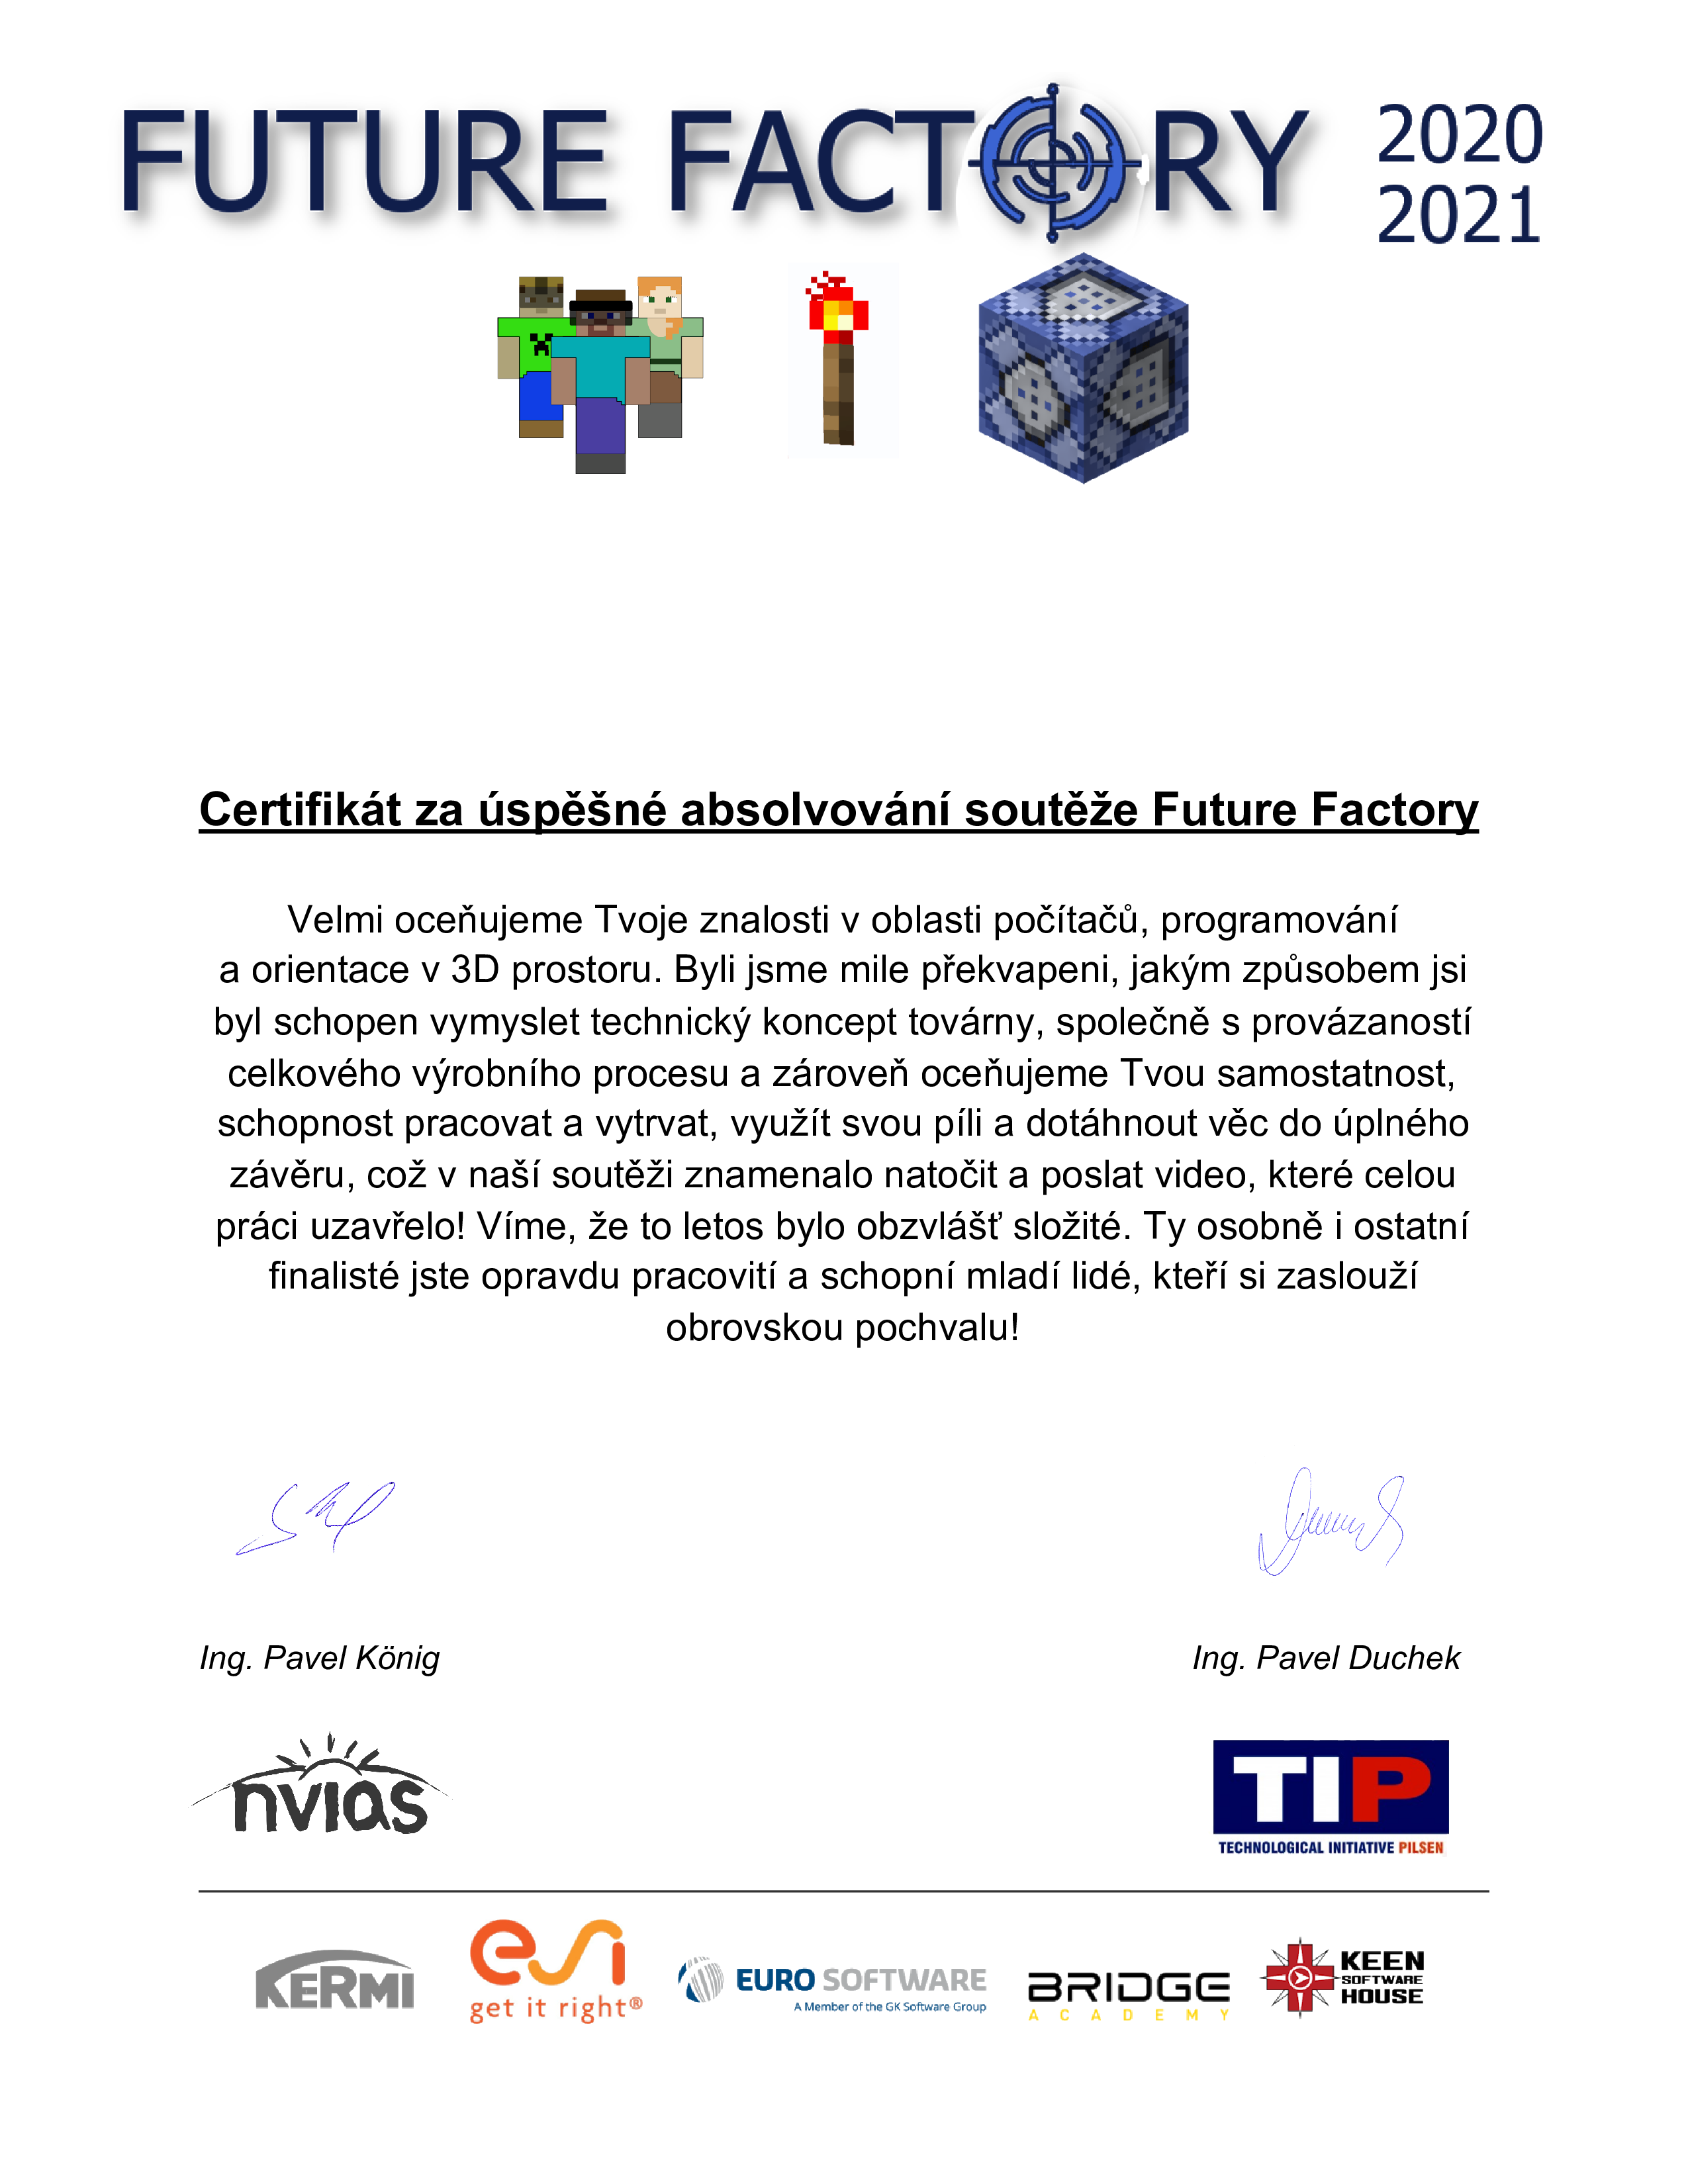 FUTURE FACTORY
2020
2021
Certifikát za úspěšné absolvování soutěže Future Factory
Velmi oceňujeme Tvoje znalosti v oblasti počítačů, programování
a orientace v 3D prostoru. Byli jsme mile překvapeni, jakým způsobem jsi
byl schopen vymyslet technický koncept továrny, společně s provázaností
celkového výrobního procesu a zároveň oceňujeme Tvou samostatnost,
schopnost pracovat a vytrvat, využít svou píli a dotáhnout věc do úplného
závěru, což v naší soutěži znamenalo natočit a poslat video, které celou
práci uzavřelo! Víme, že to letos bylo obzvlášť složité. Ty osobně i ostatní
finalisté jste opravdu pracovití a schopní mladí lidé, kteří si zaslouží
obrovskou pochvalu!
Ing. Pavel König
Ing. Pavel Duchek
nvias
TIP
TECHNOLOGICAL INITIATIVE PILSEN
KERMI
esi
get it right®
EURO SOFTWARE
A Member of the GK Software Group
BRIDGE
ACADEMY
KEEN
SOFTWARE
HOUSE